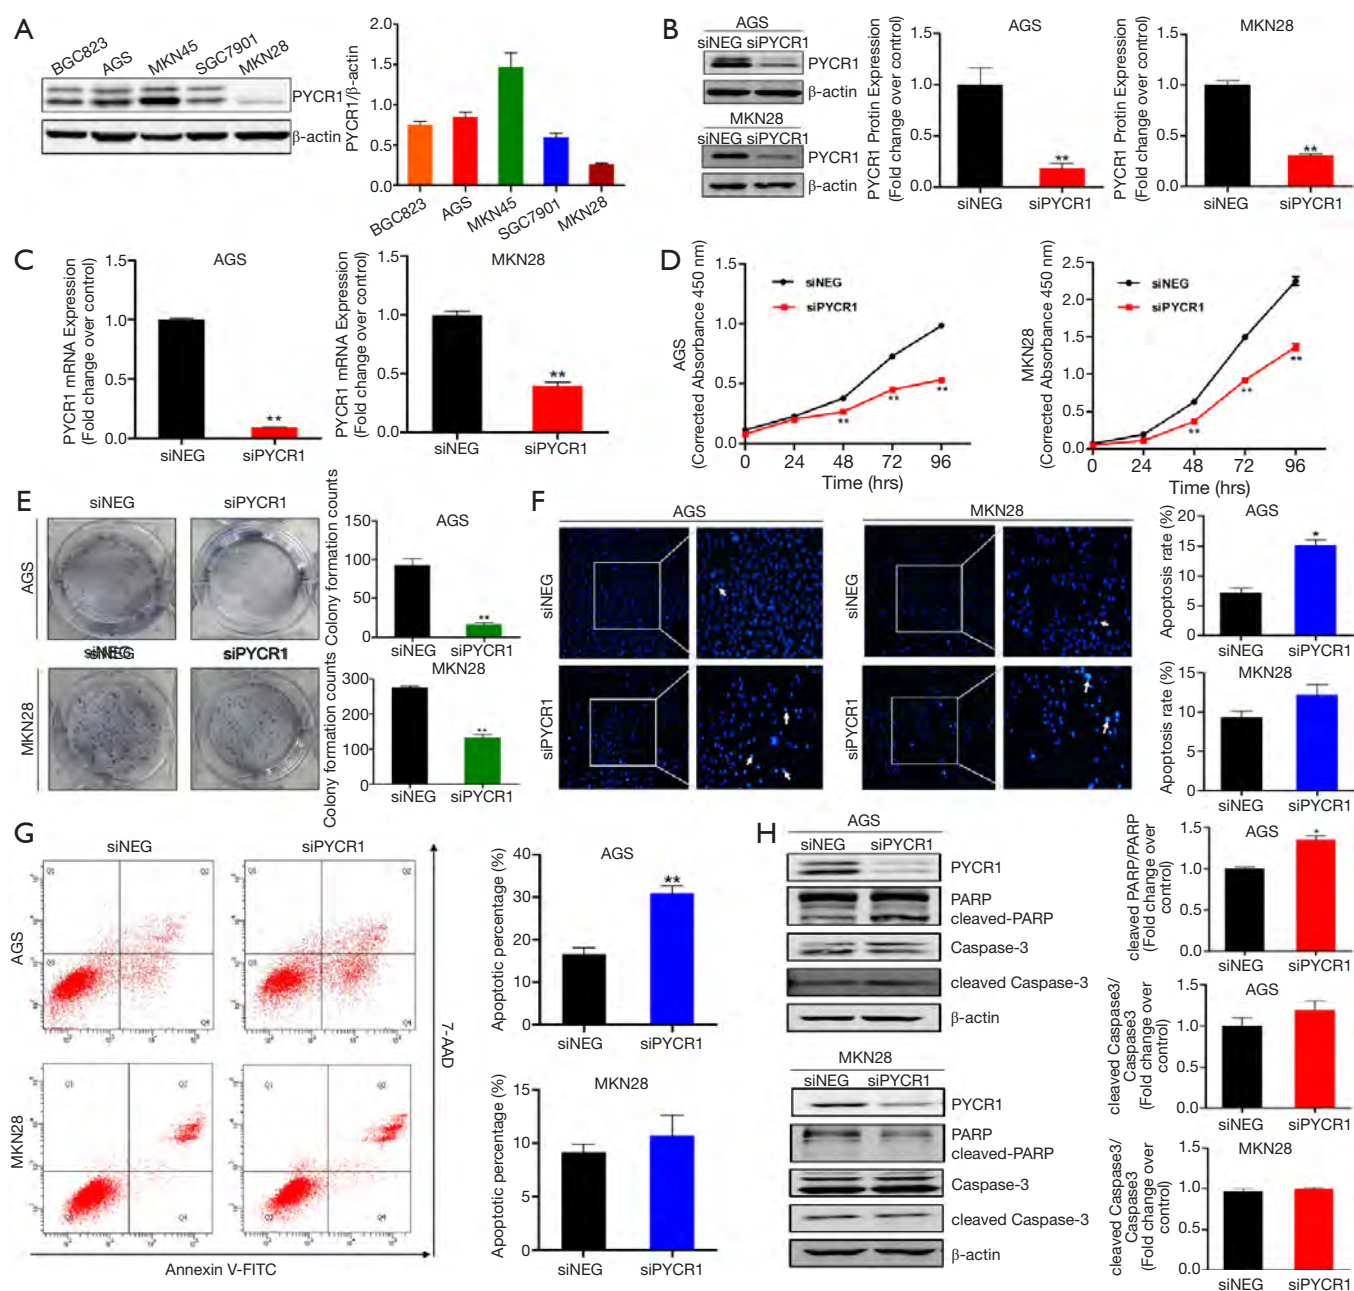 A
BGC823
AGS
MKN45
SGC7901
MKN28
PYCR1
β-actin
PYCR1/β-actin
2.0
1.5
1.0
0.5
0.0
BGC823
AGS
MKN45
SGC7901
MKN28
B
AGS
siNEG siPYCR1
PYCR1
β-actin
MKN28
siNEG siPYCR1
PYCR1
β-actin
PYCR1 Protin Expression
(Fold change over control)
AGS
1.5
1.0
0.5
0.0
**
siNEG
siPYCR1
PYCR1 Protin Expression
(Fold change over control)
MKN28
1.5
1.0
0.5
0.0
**
siNEG
siPYCR1
C
PYCR1 mRNA Expression
(Fold change over control)
AGS
1.5
1.0
0.5
0.0
**
siNEG
siPYCR1
PYCR1 mRNA Expression
(Fold change over control)
MKN28
1.5
1.0
0.5
0.0
**
siNEG
siPYCR1
D
AGS
(Corrected Absorbance 450 nm)
1.5
1.0
0.5
0.0
siNEG
siPYCR1
**
**
**
0 24 48 72 96
Time (hrs)
MKN28
(Corrected Absorbance 450 nm)
2.5
2.0
1.5
1.0
0.5
0.0
siNEG
siPYCR1
**
**
**
0 24 48 72 96
Time (hrs)
E
siNEG
siPYCR1
AGS
siNEG
siPYCR1
MKN28
Colony formation counts
AGS
150
100
50
0
**
siNEG
siPYCR1
Colony formation counts
MKN28
300
200
100
0
**
siNEG
siPYCR1
F
AGS
MKN28
siNEG
siPYCR1
siNEG
siPYCR1
Apoptosis rate (%)
AGS
20
15
10
5
0
*
siNEG
siPYCR1
Apoptosis rate (%)
MKN28
15
10
5
0
siNEG
siPYCR1
G
siNEG
siPYCR1
AGS
MKN28
Q1
Q2
Q3
Q4
7-AAD
Annexin V-FITC
Apoptotic percentage (%)
AGS
40
30
20
10
0
**
siNEG
siPYCR1
Apoptotic percentage (%)
MKN28
15
10
5
0
siNEG
siPYCR1
H
AGS
siNEG siPYCR1
PYCR1
PARP
cleaved-PARP
Caspase-3
cleaved Caspase-3
β-actin
MKN28
siNEG siPYCR1
PYCR1
PARP
cleaved-PARP
Caspase-3
cleaved Caspase-3
β-actin
cleaved PARP/PARP
(Fold change over
control)
AGS
1.5
1.0
0.5
0.0
*
siNEG
siPYCR1
cleaved Caspase3/
Caspase3
(Fold change over
control)
AGS
1.5
1.0
0.5
0.0
siNEG
siPYCR1
cleaved Caspase3/
Caspase3
(Fold change over
control)
MKN28
1.5
1.0
0.5
0.0
siNEG
siPYCR1